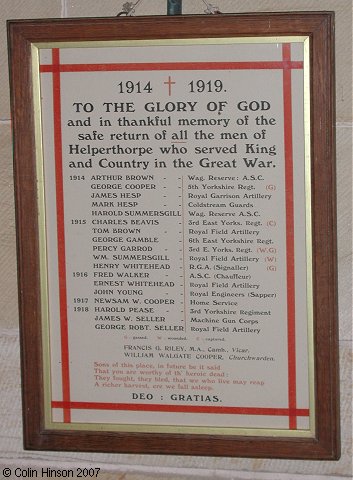 1914 † 1919.
TO THE GLORY OF GOD
and in thankful memory of the
safe return of all the men of
Helperthorpe who served King
and Country in the Great War.
1914 ARTHUR BROWN - - Wag. Reserve: A.S.C.
GEORGE COOPER - 5th Yorkshire Regt. (G)
JAMES HESP - - Royal Garrison Artillery
MARK HESP - - Coldstream Guards
HAROLD SUMMERSGILL Wag. Reserve A.S.C.
1915 CHARLES BEAVIS - 3rd East Yorks. Regt. (C)
TOM BROWN - - Royal Field Artillery
GEORGE GAMBLE - 6th East Yorkshire Regt.
PERCY GARROD - 3rd E. Yorks. Regt. (W, G)
WM. SUMMERSGILL - Royal Field Artillery (W)
HENRY WHITEHEAD - R.G.A. (Signaller) (G)
1916 FRED WALKER - - A.S.C. (Chauffeur)
ERNEST WHITEHEAD - Royal Field Artillery
JOHN YOUNG - - Royal Engineers (Sapper)
1917 NEWSAM W. COOPER - Home Service
1918 HAROLD PEASE - - 3rd Yorkshire Regiment
JAMES W. SELLER - Machine Gun Corps
GEORGE ROBT. SELLER Royal Field Artillery
G - gassed. W - wounded. C - captured.
FRANCIS G. RILEY, M.A., Camb., Vicar.
WILLIAM WALGATE COOPER, Churchwarden.
Sons of this place, in future be it said
That you are worthy of th' heroic dead:
They fought, they bled, that we who live may reap
A richer harvest, ere we fall asleep.
DEO : GRATIAS.
© Colin Hinson 2007